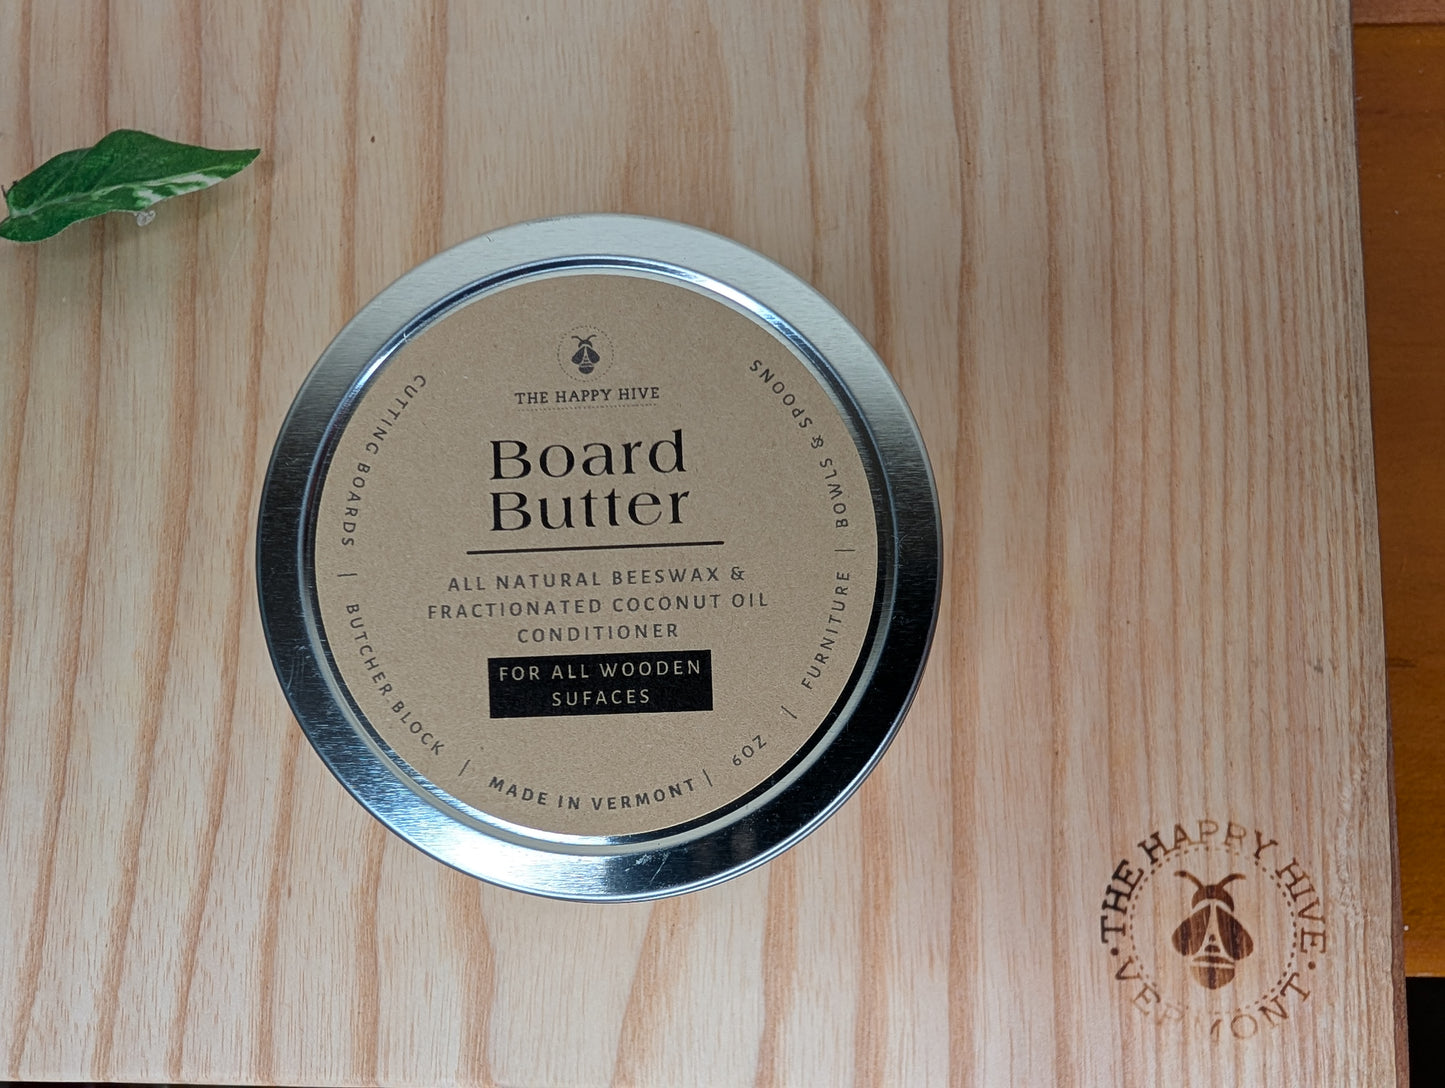 THE HAPPY HIVE
Board
Butter
ALL NATURAL BEESWAX &
FRACTIONATED COCONUT OIL
CONDITIONER
FOR ALL WOODEN
SUFACES
CUTTING BOARDS | BUTCHER BLOCK | MADE IN VERMONT | 6OZ | FURNITURE | BOWLS & SPOONS
· THE HAPPY HIVE ·
VERMONT